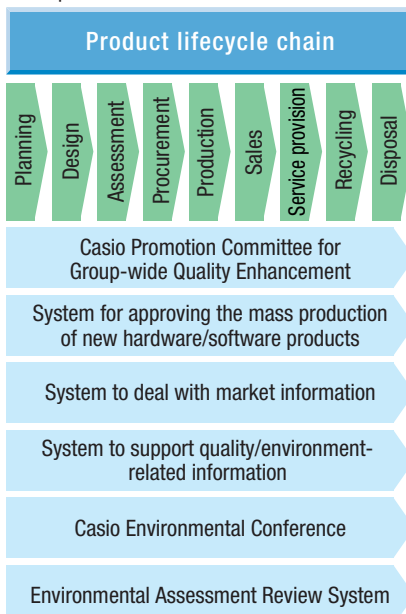 Product lifecycle chain
Planning
Design
Assessment
Procurement
Production
Sales
Service provision
Recycling
Disposal
Casio Promotion Committee for
Group-wide Quality Enhancement
System for approving the mass production
of new hardware/software products
System to deal with market information
System to support quality/environment-
related information
Casio Environmental Conference
Environmental Assessment Review System